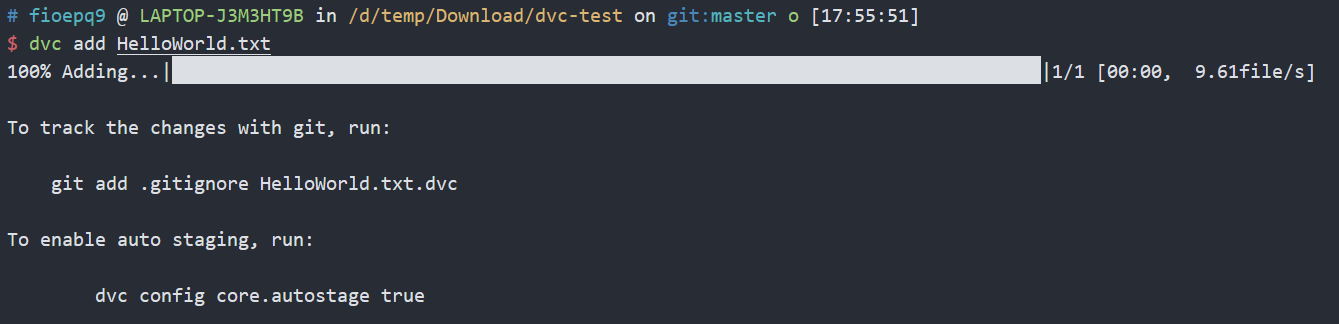 # fioepq9 @ LAPTOP-J3M3HT9B in /d/temp/Download/dvc-test on git:master o [17:55:51]
$ dvc add HelloWorld.txt
100% Adding...| |1/1 [00:00,  9.61file/s]
To track the changes with git, run:
git add .gitignore HelloWorld.txt.dvc
To enable auto staging, run:
dvc config core.autostage true